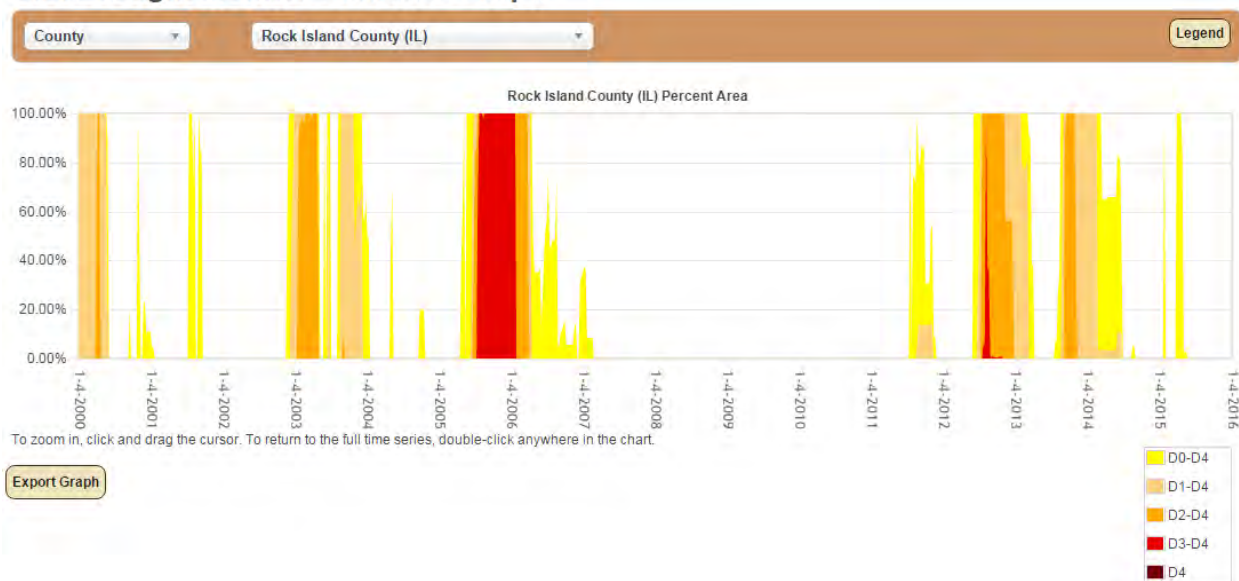 County
Rock Island County (IL)
Legend
Rock Island County (IL) Percent Area
100.00%
80.00%
60.00%
40.00%
20.00%
0.00%
1-4-2000
1-4-2001
1-4-2002
1-4-2003
1-4-2004
1-4-2005
1-4-2006
1-4-2007
1-4-2008
1-4-2009
1-4-2010
1-4-2011
1-4-2012
1-4-2013
1-4-2014
1-4-2015
1-4-2016
To zoom in, click and drag the cursor. To return to the full time series, double-click anywhere in the chart.
Export Graph
D0-D4
D1-D4
D2-D4
D3-D4
D4